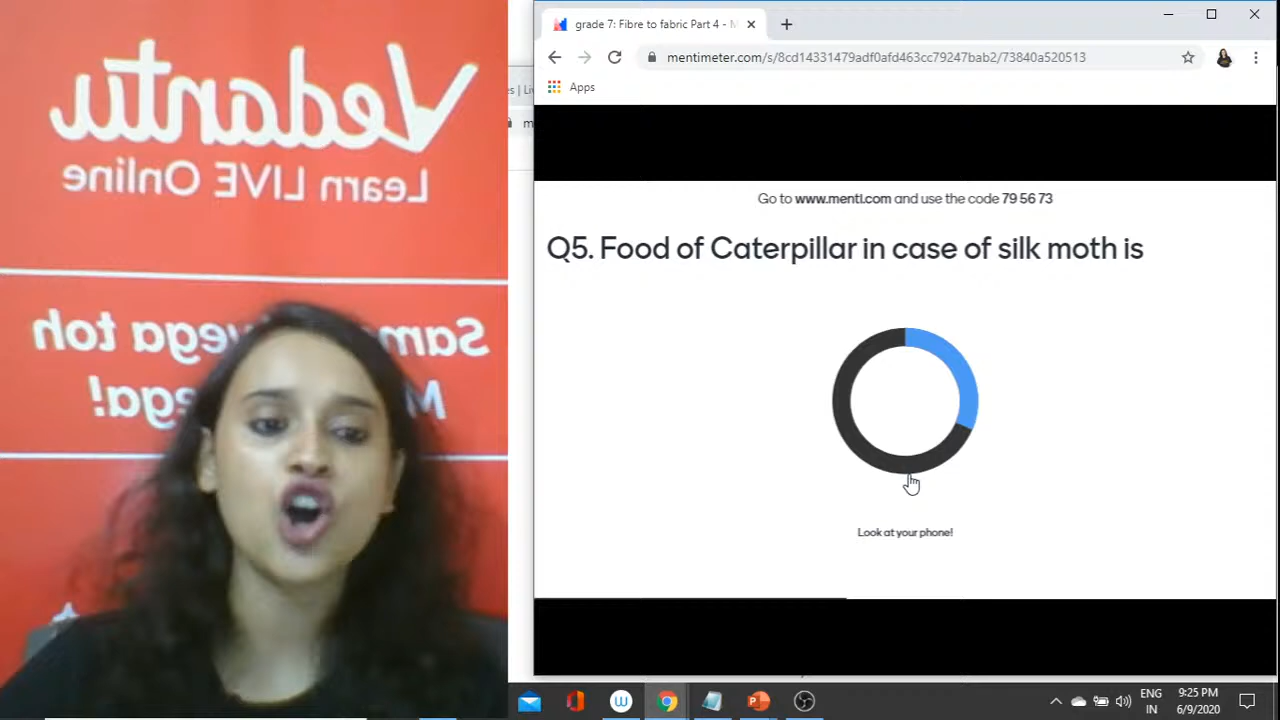 Vedantu
Learn LIVE Online
toh
grade 7: Fibre to fabric Part 4 - M
mentimeter.com/s/8cd14331479adf0afd463cc79247bab2/73840a520513
Apps
Go to www.menti.com and use the code 79 56 73
Q5. Food of Caterpillar in case of silk moth is
Look at your phone!
ENG
IN
9:25 PM
6/9/2020